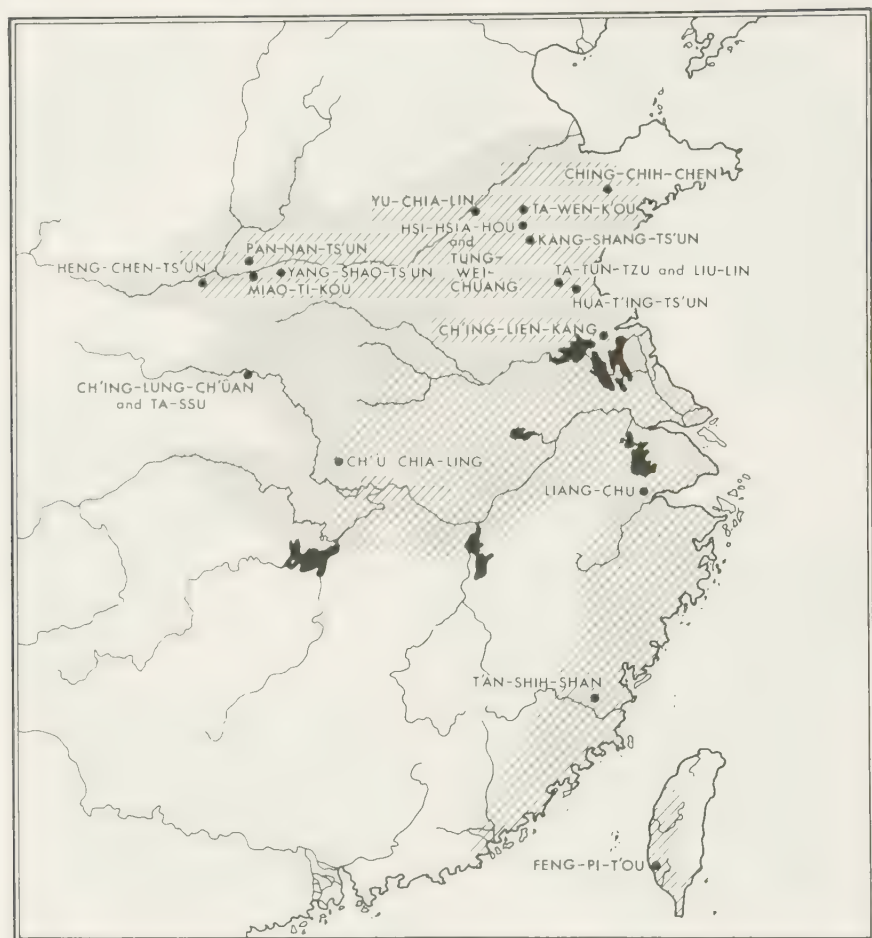 CHING-CHIH-CHEN
YU-CHIA-LIN
TA-WEN-K'OU
HSI-HSIA-HOU
and
TUNG-
WEI-
CHUANG
KANG-SHANG-TS'UN
PAN-NAN-TS'UN
HENG-CHEN-TS'UN
YANG-SHAO-TS'UN
MIAO-TI-KOU
TA-TUN-TZU and LIU-LIN
HUA-T'ING-TS'UN
CH'ING-LIEN-KANG
CH'ING-LUNG-CH'ÜAN
and TA-SSU
CH'U CHIA-LING
LIANG-CHU
T'AN-SHIH-SHAN
FENG-PI-T'OU